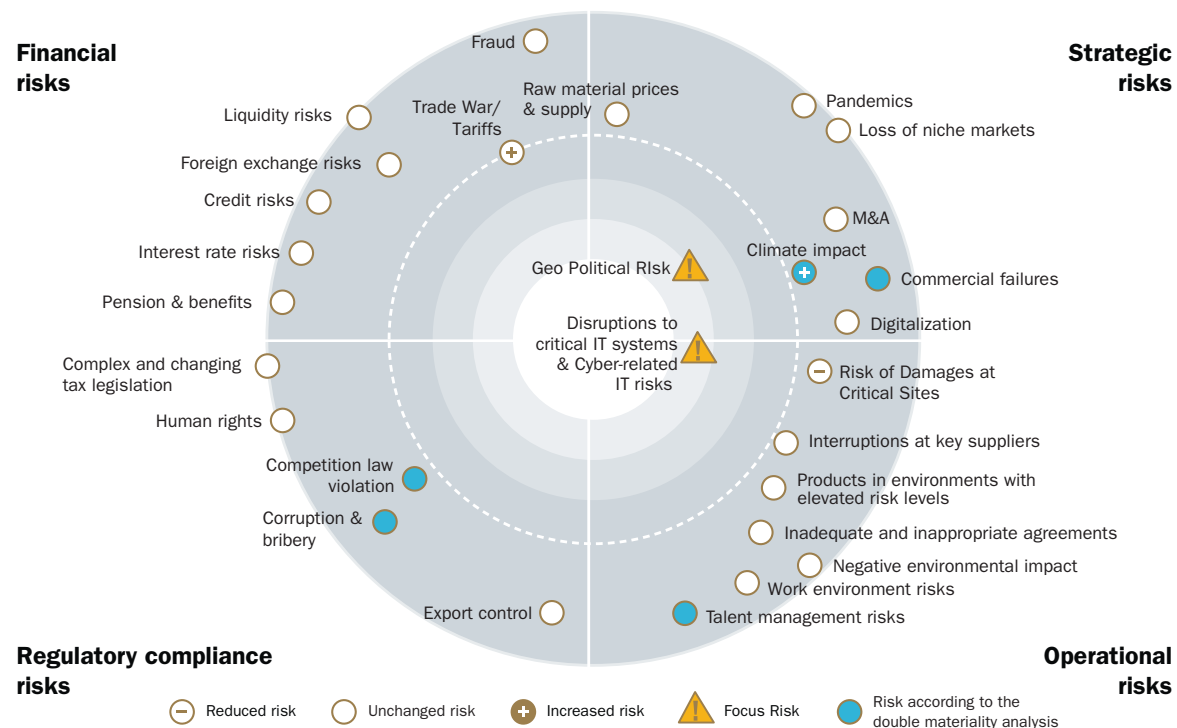 Financial
risks
Strategic
risks
Fraud
Raw material prices
& supply
Trade War/
Tariffs
Liquidity risks
Foreign exchange risks
Credit risks
Interest rate risks
Pension & benefits
Pandemics
Loss of niche markets
M&A
Climate impact
Commercial failures
Digitalization
Geo Political RIsk
Disruptions to
critical IT systems
& Cyber-related
IT risks
Complex and changing
tax legislation
Human rights
Competition law
violation
Corruption &
bribery
Export control
Risk of Damages at
Critical Sites
Interruptions at key suppliers
Products in environments with
elevated risk levels
Inadequate and inappropriate agreements
Negative environmental impact
Work environment risks
Talent management risks
Regulatory compliance
risks
Operational
risks
Reduced risk
Unchanged risk
Increased risk
Focus Risk
Risk according to the
double materiality analysis